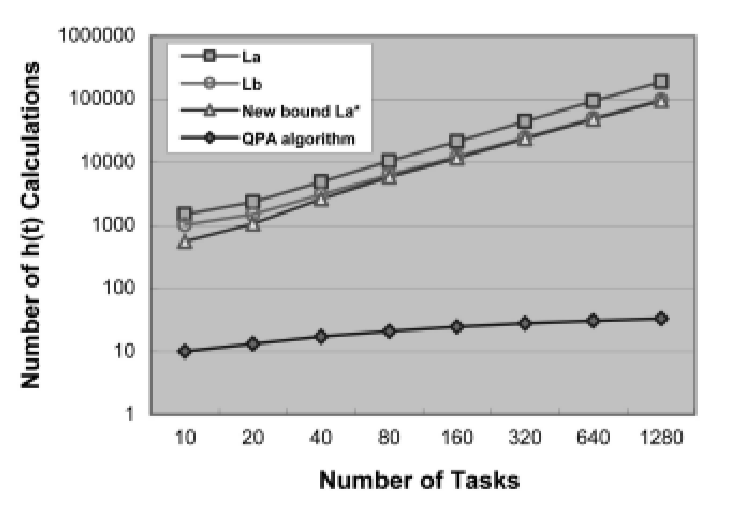 Number of h(t) Calculations
1000000
100000
10000
1000
100
10
1
La
Lb
New bound La*
QPA algorithm
10 20 40 80 160 320 640 1280
Number of Tasks